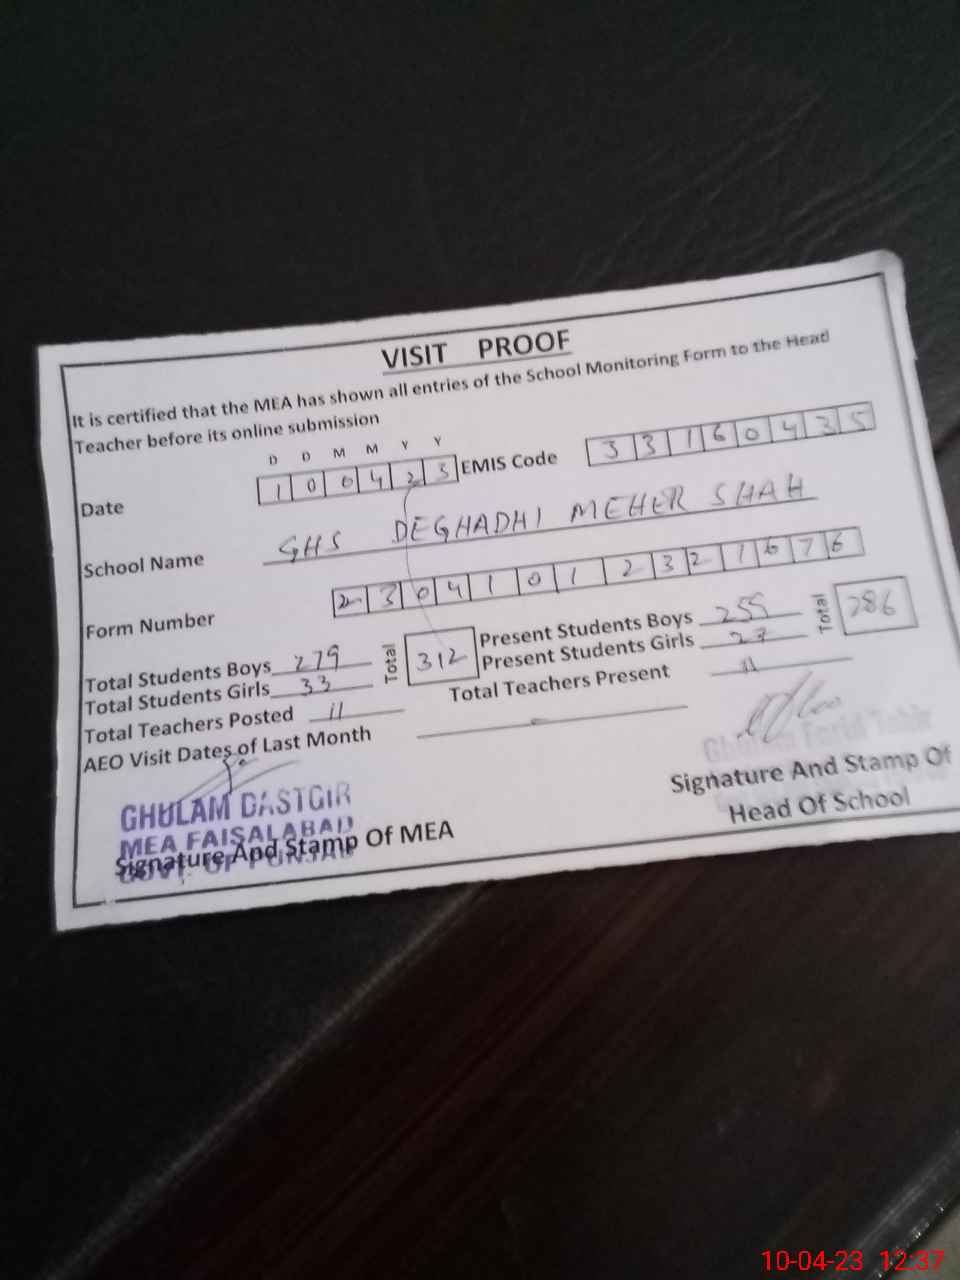 VISIT PROOF
It is certified that the MEA has shown all entries of the School Monitoring Form to the Head
Teacher before its online submission
D D M M Y Y
Date 1 0 0 4 2 3 EMIS Code 3 3 1 6 0 4 3 5
School Name GHS DEGHADHI MEHER SHAH
Form Number 2 3 0 4 1 0 1 2 3 2 1 6 7 6
Total Students Boys 279 Total 312 Present Students Boys 255 Total 286
Total Students Girls 33 Present Students Girls
Total Teachers Posted 11 Total Teachers Present 11
AEO Visit Dates of Last Month
GHULAM DASTGIR
MEA FAISALABAD
GOVT. OF PUNJAB
Signature And Stamp Of MEA
Signature And Stamp Of
Head Of School
10-04-23 12:37